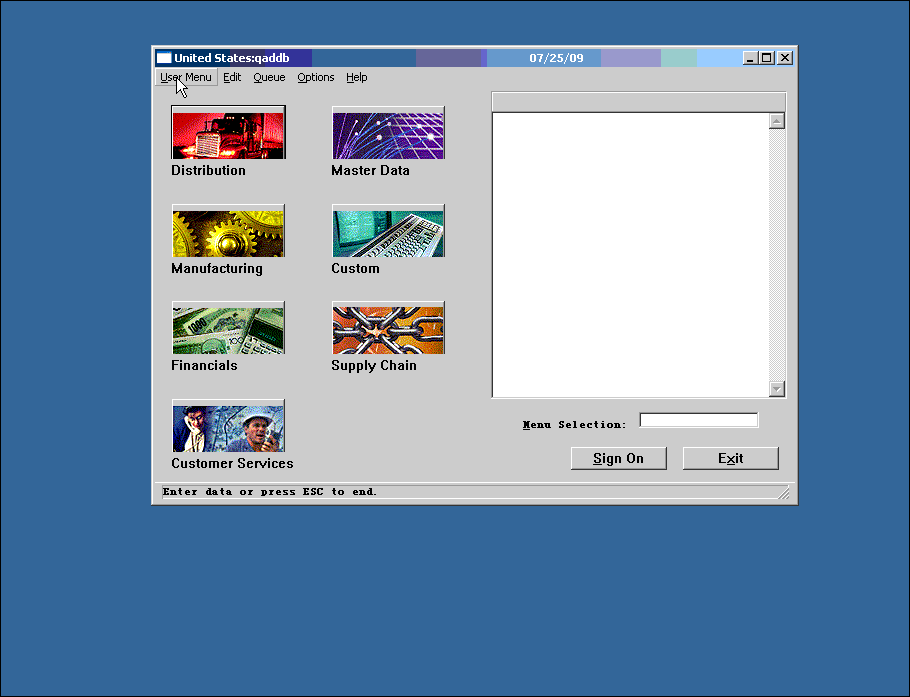 United States:qaddb 07/25/09
User Menu Edit Queue Options Help
Distribution Master Data
Manufacturing Custom
Financials Supply Chain
Customer Services
Menu Selection:
Sign On Exit
Enter data or press ESC to end.